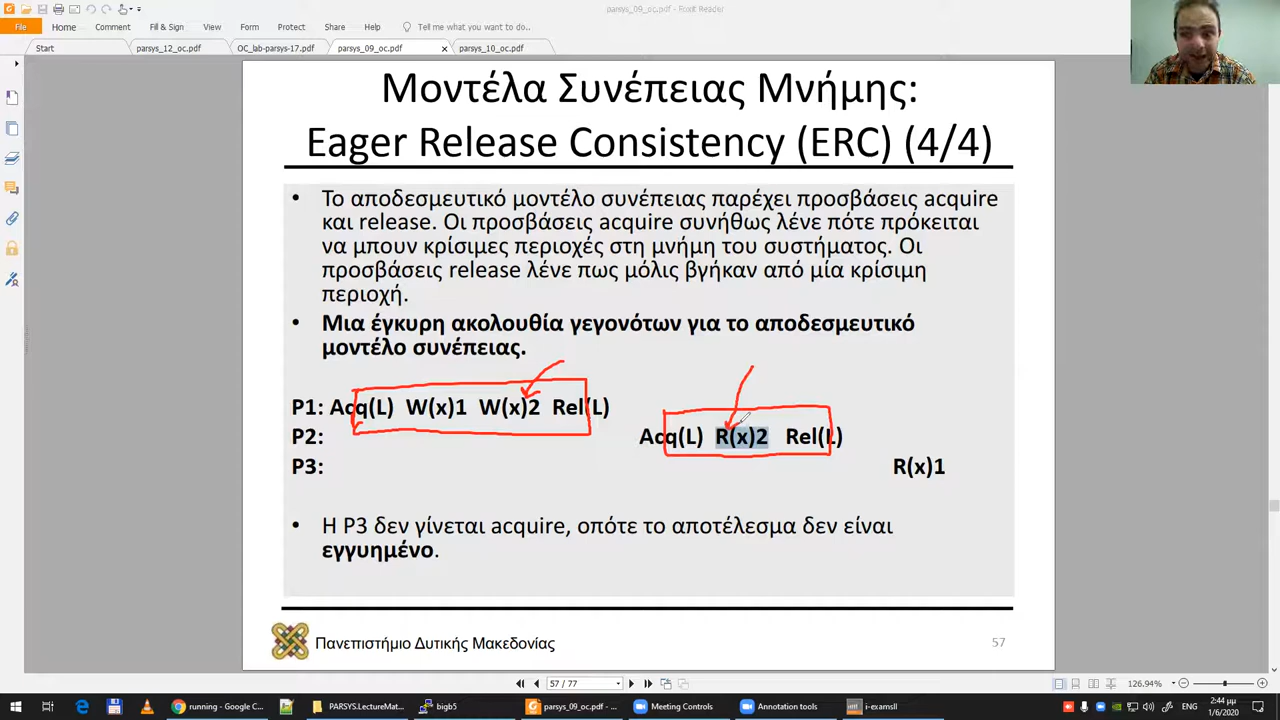 parsys_09_oc.pdf - Foxit Reader
File Home Comment Fill & Sign Form Protect Share Help Tell me what you want to do..
Start parsys_12_oc.pdf OC_lab-parsys-17.pdf parsys_09_oc.pdf parsys_10_oc.pdf
Μοντέλα Συνέπειας Μνήμης:
Eager Release Consistency (ERC) (4/4)
• Το αποδεσμευτικό μοντέλο συνέπειας παρέχει προσβάσεις acquire
και release. Οι προσβάσεις acquire συνήθως λένε πότε πρόκειται
να μπουν κρίσιμες περιοχές στη μνήμη του συστήματος. Οι
προσβάσεις release λένε πως μόλις βγήκαν από μία κρίσιμη
περιοχή.
• Μια έγκυρη ακολουθία γεγονότων για το αποδεσμευτικό
μοντέλο συνέπειας.
P1: Acq(L) W(x)1 W(x)2 Rel(L)
P2: Acq(L) R(x)2 Rel(L)
P3: R(x)1
• Η P3 δεν γίνεται acquire, οπότε το αποτέλεσμα δεν είναι
εγγυημένο.
Πανεπιστήμιο Δυτικής Μακεδονίας 57
57 / 77 126.94%
running - Google C... PARSYS.LectureMat... bigb5 parsys_09_oc.pdf - ... Meeting Controls Annotation tools i-examsll ENG 2:44 μμ
1/6/2020